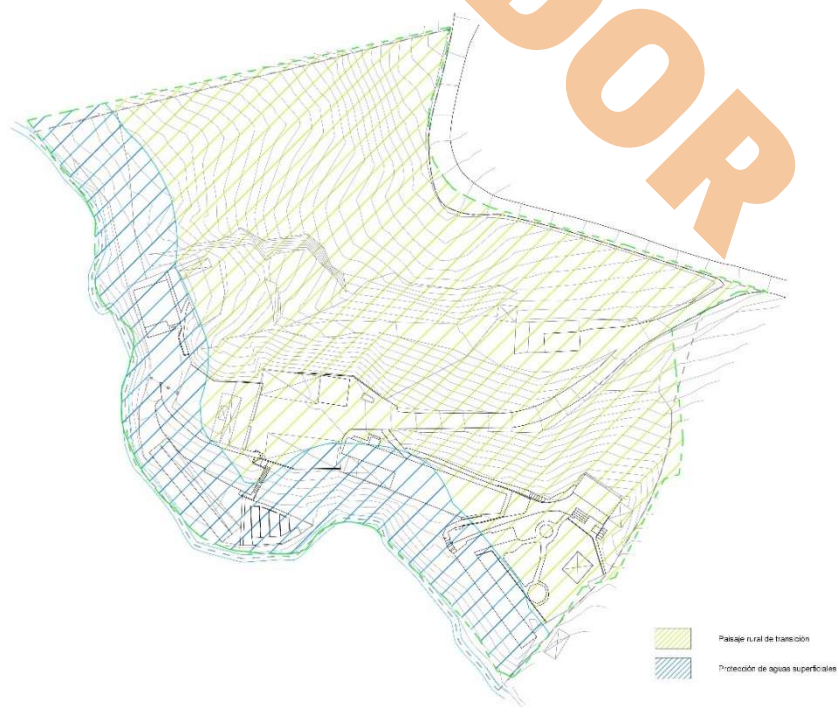 DOR
Paisaje rural de transición
Protección de aguas superficiales